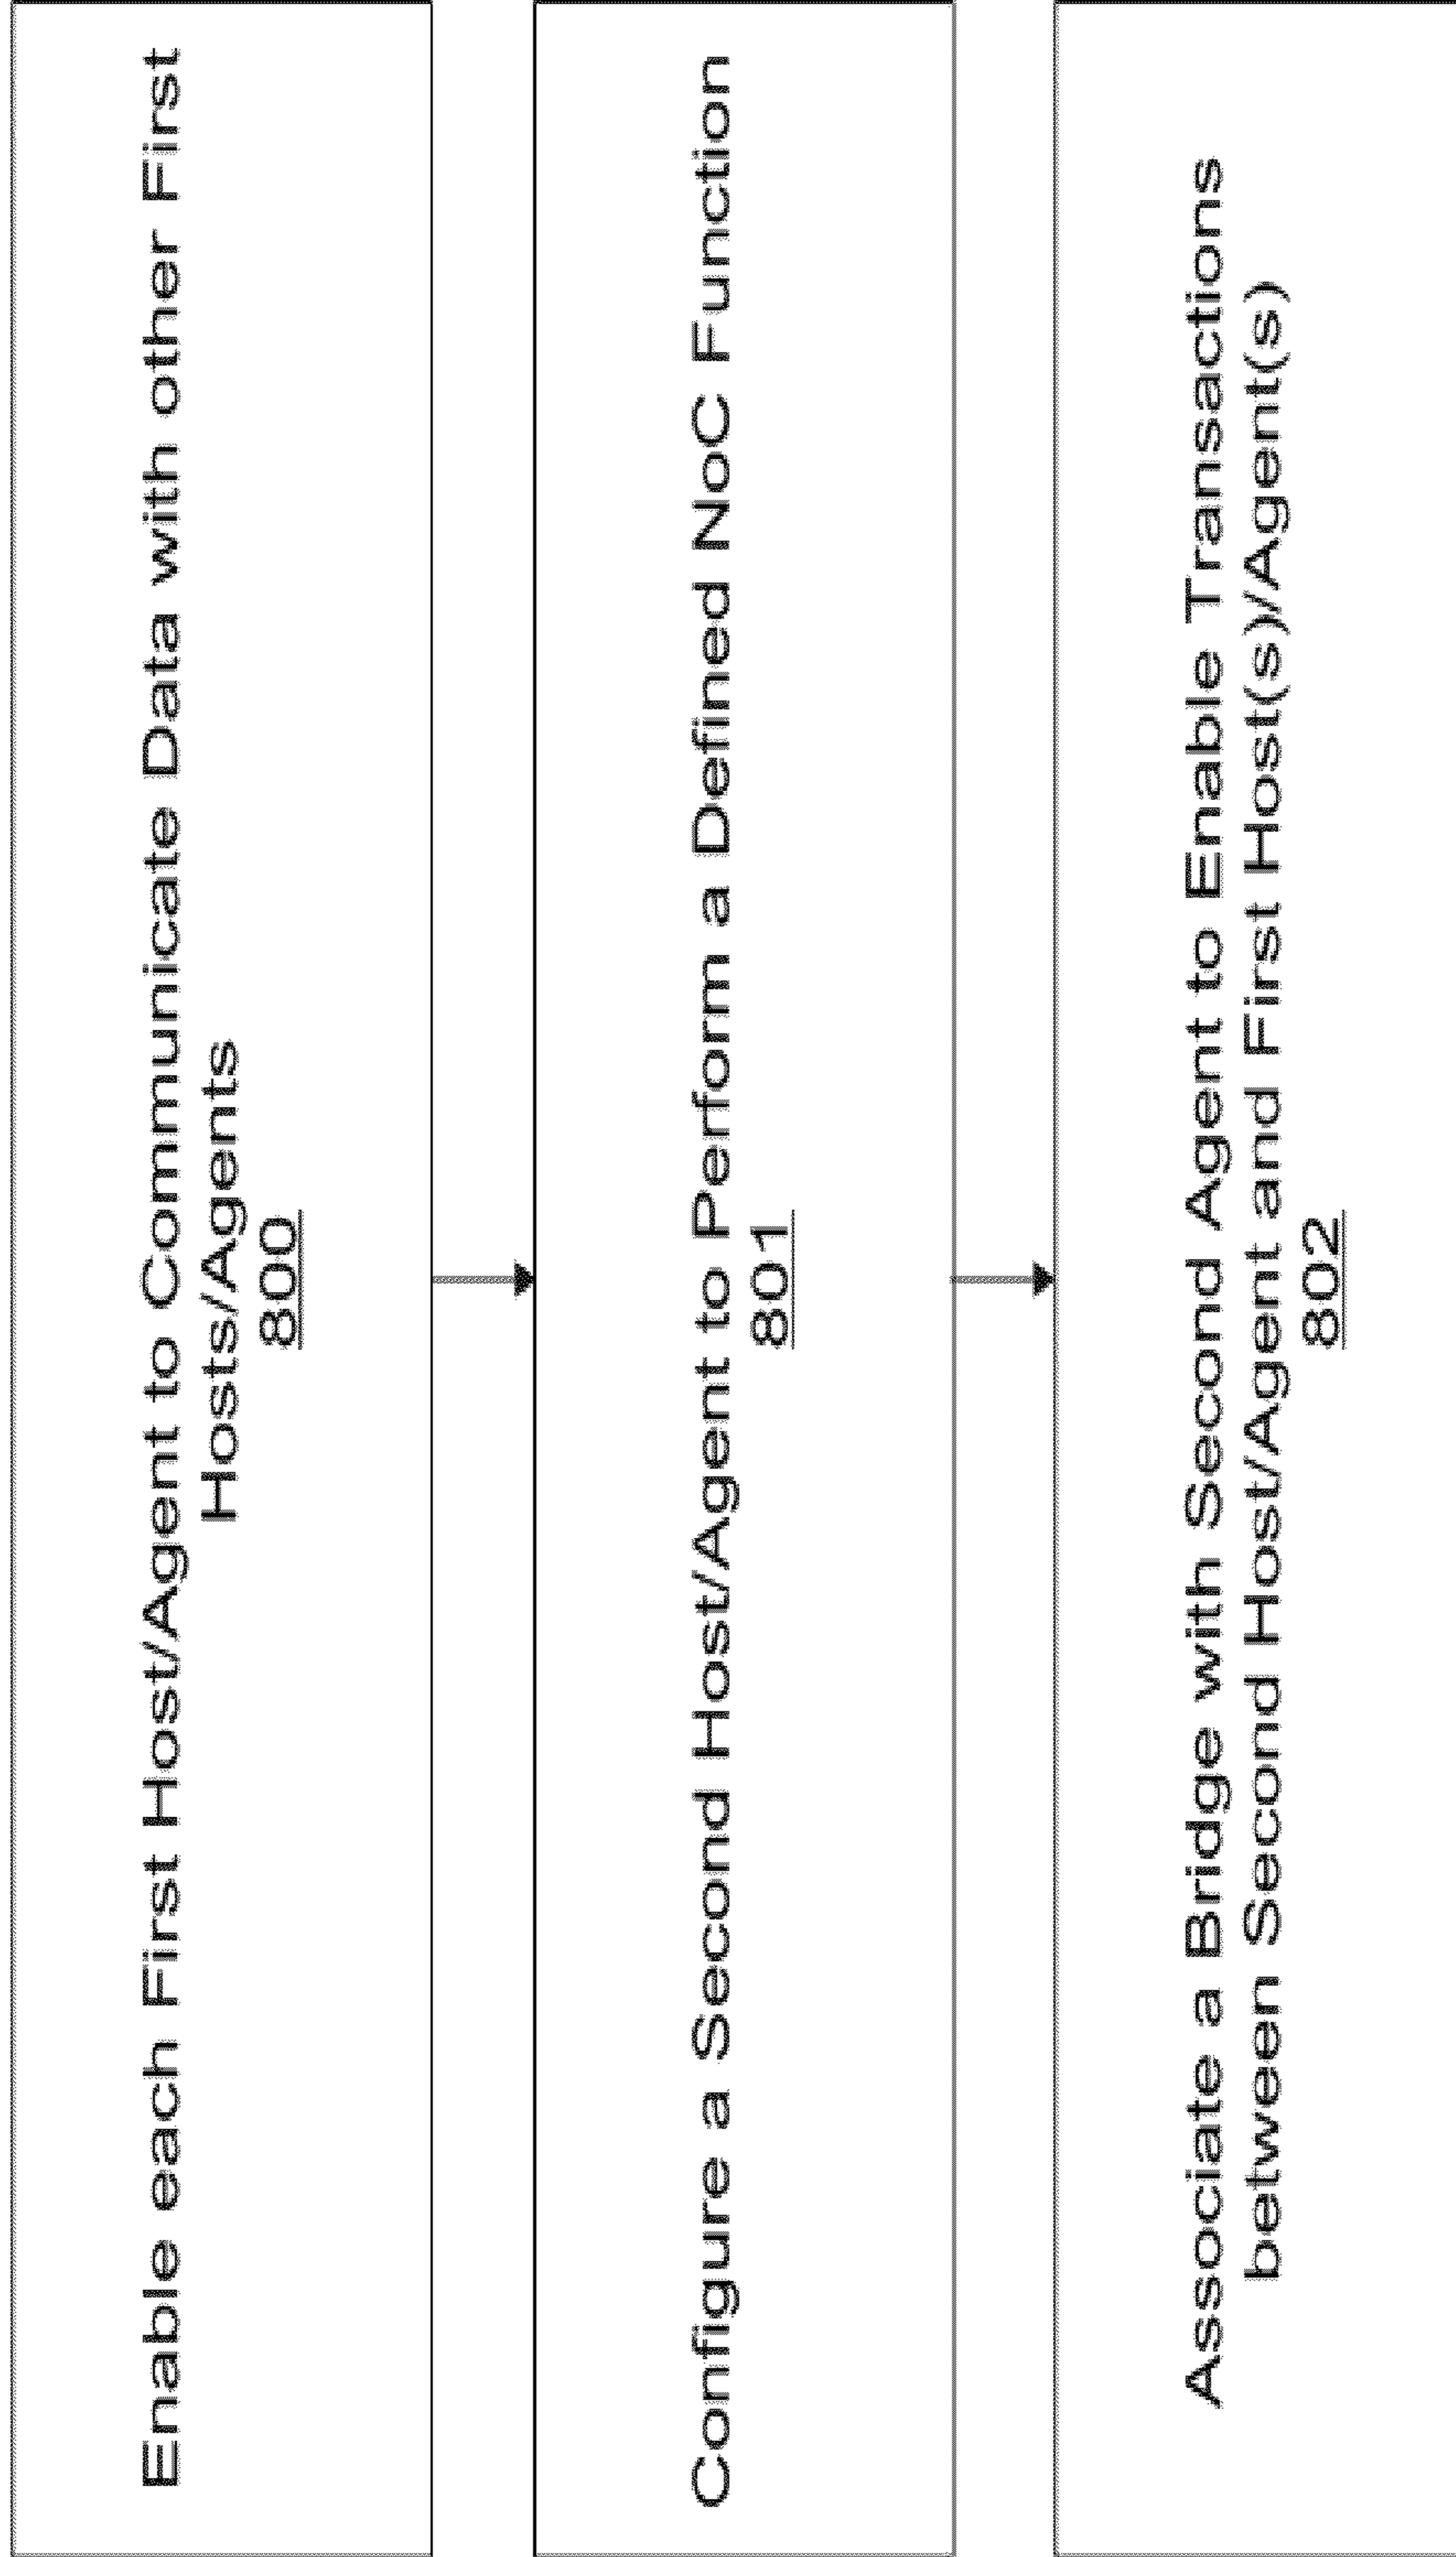 Enable each First Host/Agent to Communicate Data with other First
Hosts/Agents
800
Configure a Second Host/Agent to Perform a Defined NoC Function
801
Associate a Bridge with Second Agent to Enable Transactions
between Second Host/Agent and First Host(s)/Agent(s)
802